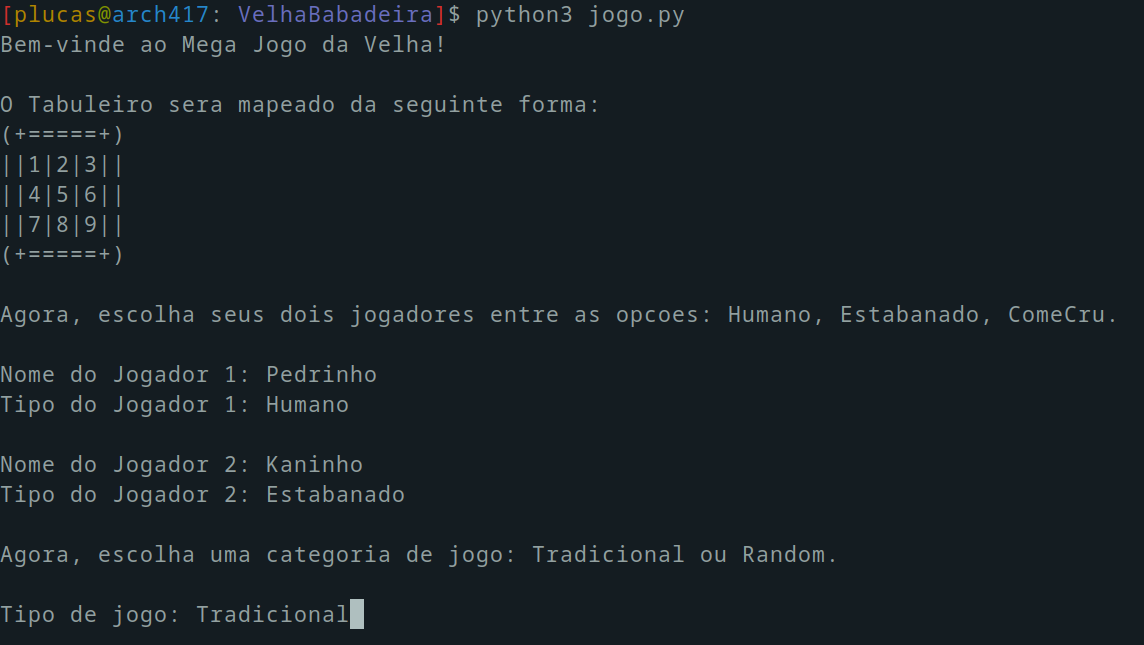 [plucas@arch417: VelhaBabadeira]$ python3 jogo.py
Bem-vinde ao Mega Jogo da Velha!
O Tabuleiro sera mapeado da seguinte forma:
(+=====+)
||1|2|3||
||4|5|6||
||7|8|9||
(+=====+)
Agora, escolha seus dois jogadores entre as opcoes: Humano, Estabanado, ComeCru.
Nome do Jogador 1: Pedrinho
Tipo do Jogador 1: Humano
Nome do Jogador 2: Kaninho
Tipo do Jogador 2: Estabanado
Agora, escolha uma categoria de jogo: Tradicional ou Random.
Tipo de jogo: Tradicional